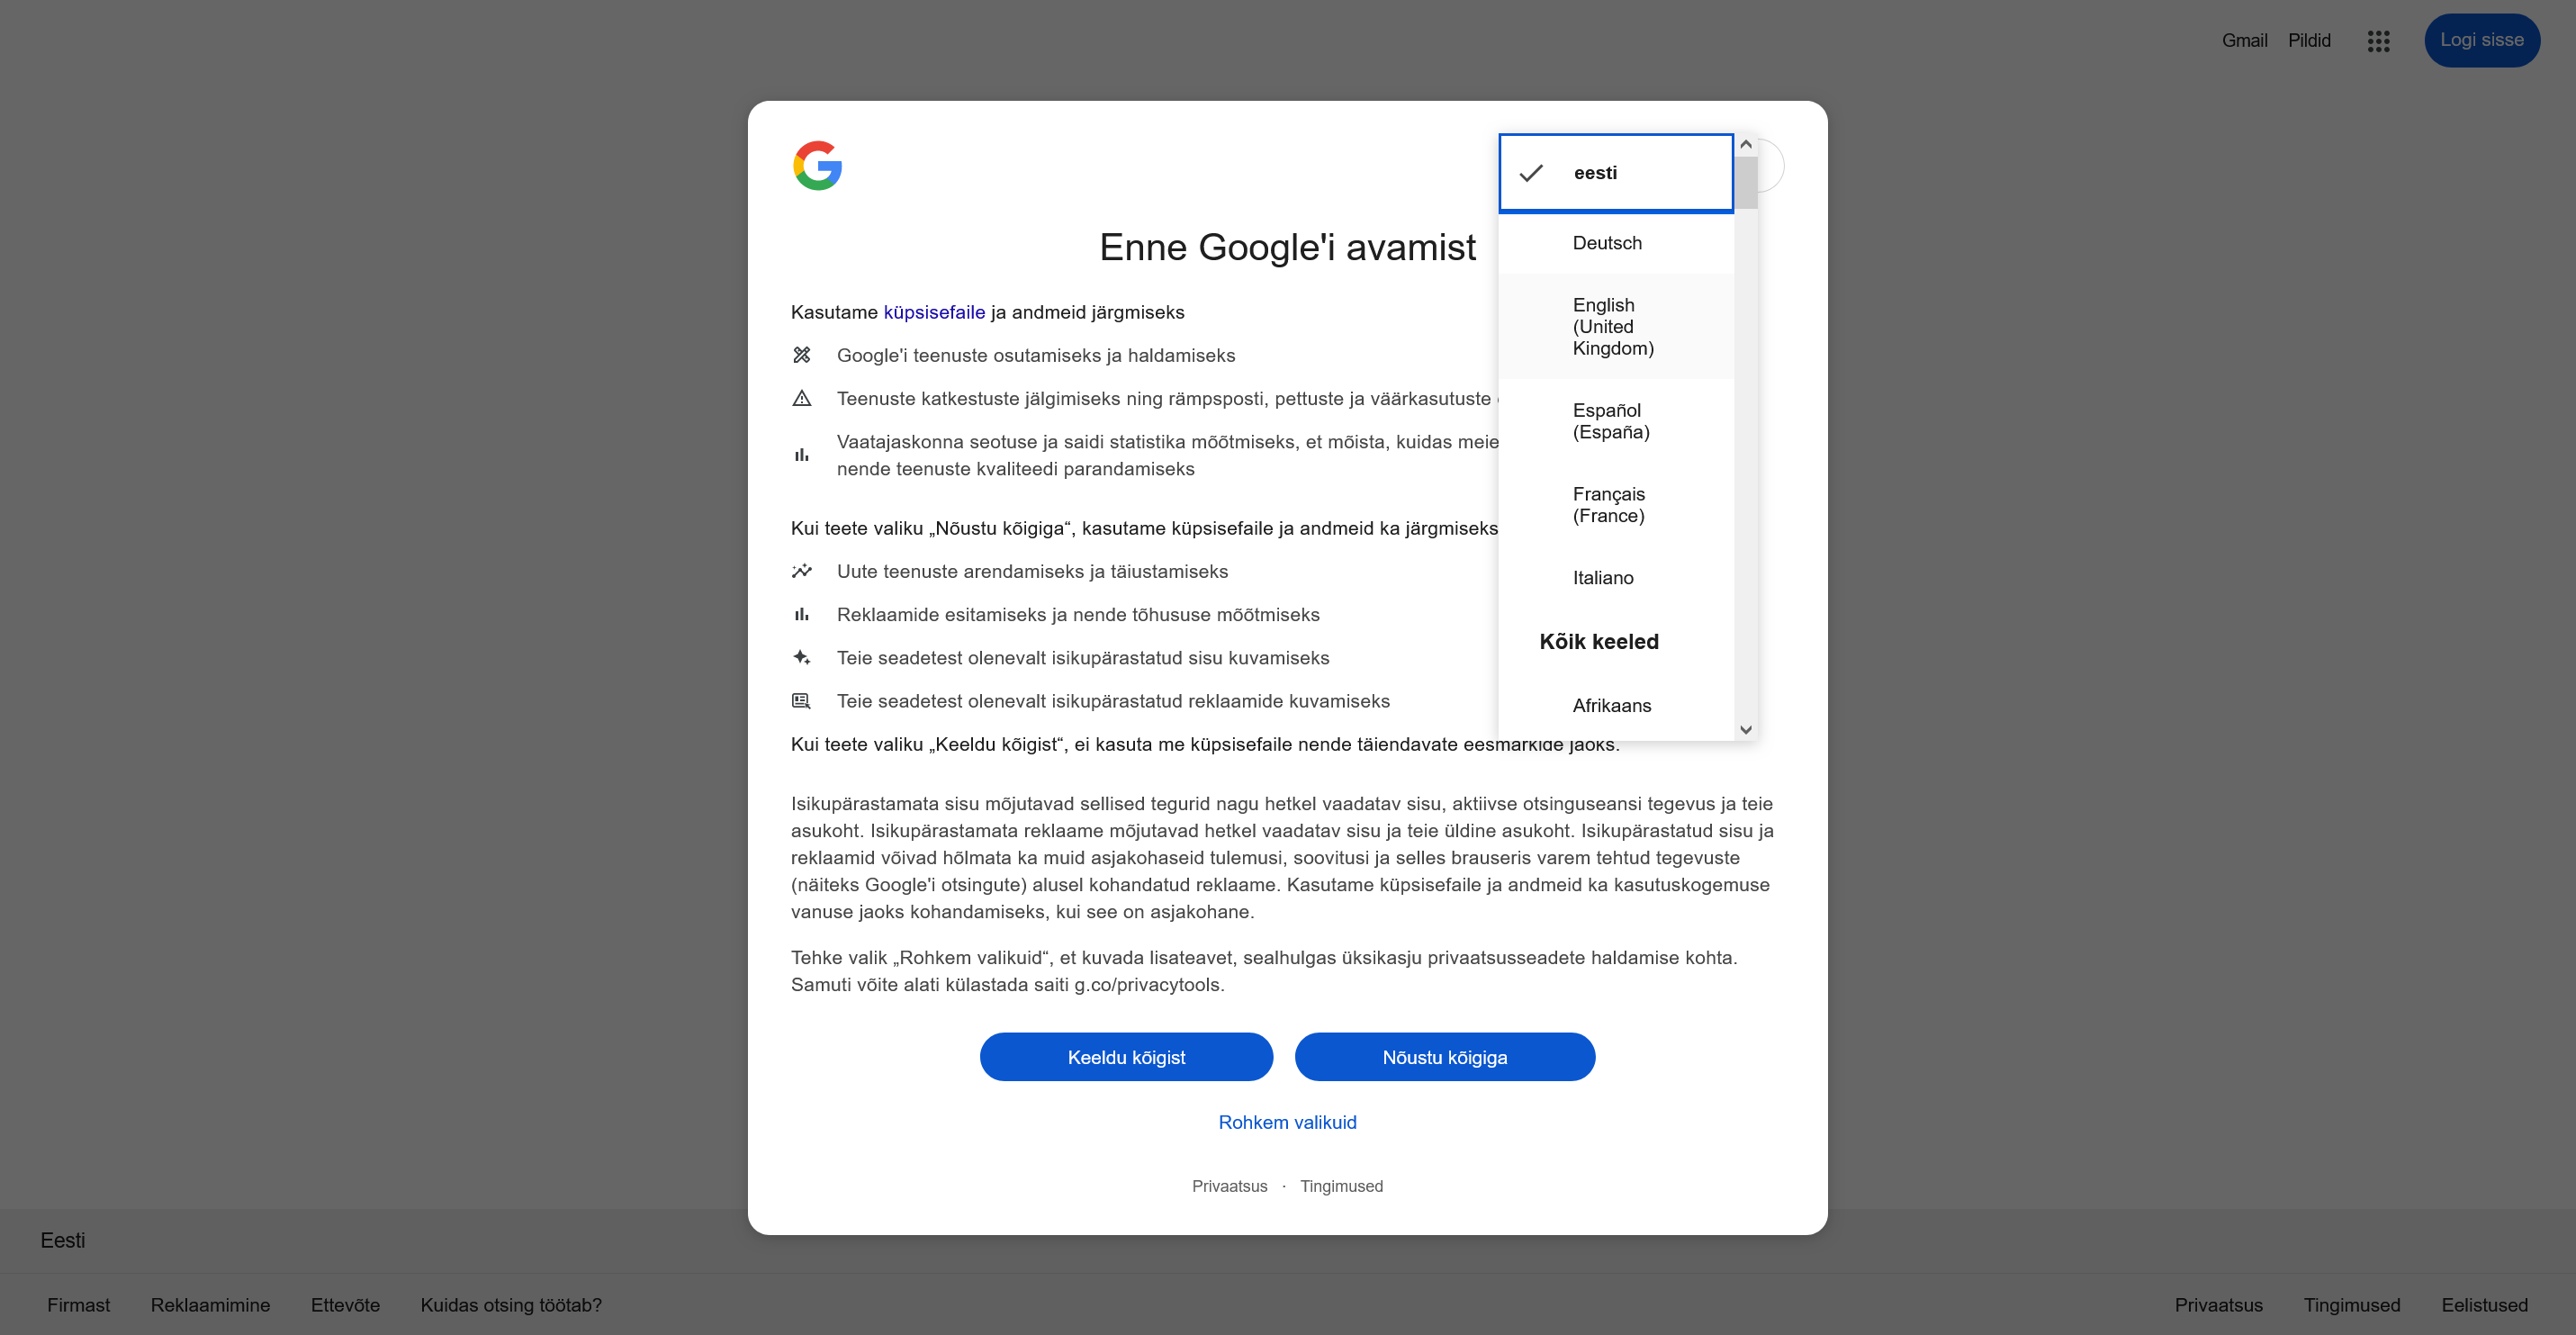 Gmail Pildid Logi sisse
eesti
Deutsch
English
(United
Kingdom)
Español
(España)
Français
(France)
Italiano
Kõik keeled
Afrikaans
Enne Google'i avamist
Kasutame küpsisefaile ja andmeid järgmiseks
Google'i teenuste osutamiseks ja haldamiseks
Teenuste katkestuste jälgimiseks ning rämpsposti, pettuste ja väärkasutuste
Vaatajaskonna seotuse ja saidi statistika mõõtmiseks, et mõista, kuidas meie
nende teenuste kvaliteedi parandamiseks
Kui teete valiku „Nõustu kõigiga“, kasutame küpsisefaile ja andmeid ka järgmiseks
Uute teenuste arendamiseks ja täiustamiseks
Reklaamide esitamiseks ja nende tõhususe mõõtmiseks
Teie seadetest olenevalt isikupärastatud sisu kuvamiseks
Teie seadetest olenevalt isikupärastatud reklaamide kuvamiseks
Kui teete valiku „Keeldu kõigist“, ei kasuta me küpsisefaile nende täiendavate eesmärkide jaoks.
Isikupärastamata sisu mõjutavad sellised tegurid nagu hetkel vaadatav sisu, aktiivse otsinguseansi tegevus ja teie
asukoht. Isikupärastamata reklaame mõjutavad hetkel vaadatav sisu ja teie üldine asukoht. Isikupärastatud sisu ja
reklaamid võivad hõlmata ka muid asjakohaseid tulemusi, soovitusi ja selles brauseris varem tehtud tegevuste
(näiteks Google'i otsingute) alusel kohandatud reklaame. Kasutame küpsisefaile ja andmeid ka kasutuskogemuse
vanuse jaoks kohandamiseks, kui see on asjakohane.
Tehke valik „Rohkem valikuid“, et kuvada lisateavet, sealhulgas üksikasju privaatsusseadete haldamise kohta.
Samuti võite alati külastada saiti g.co/privacytools.
Keeldu kõigist Nõustu kõigiga
Rohkem valikuid
Privaatsus · Tingimused
Eesti
Firmast Reklaamimine Ettevõte Kuidas otsing töötab? Privaatsus Tingimused Eelistused